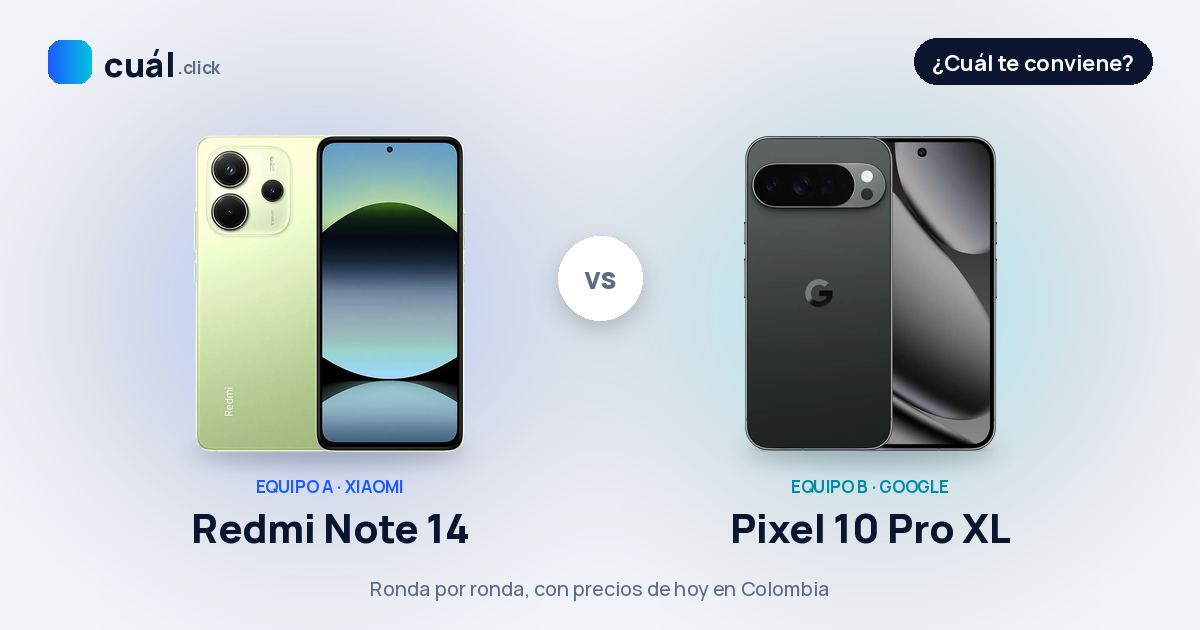 cuál.click
¿Cuál te conviene?
Redmi
VS
EQUIPO A · XIAOMI
EQUIPO B · GOOGLE
Redmi Note 14
Pixel 10 Pro XL
Ronda por ronda, con precios de hoy en Colombia